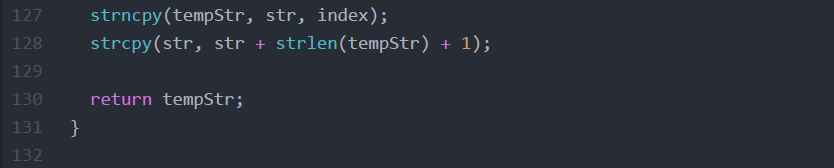 127 strncpy(tempStr, str, index);
128 strcpy(str, str + strlen(tempStr) + 1);
129
130 return tempStr;
131 }
132